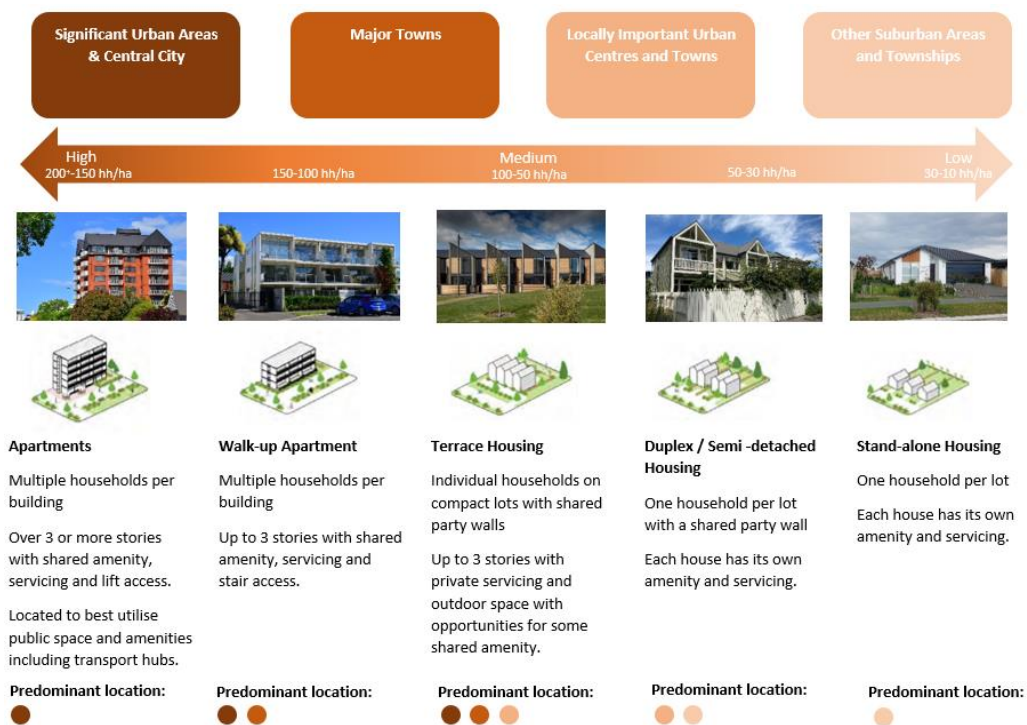 Significant Urban Areas
& Central City
Major Towns
Locally Important Urban
Centres and Towns
Other Suburban Areas
and Townships
High
200⁺-150 hh/ha
150-100 hh/ha
Medium
100-50 hh/ha
50-30 hh/ha
Low
30-10 hh/ha
Apartments
Multiple households per
building
Over 3 or more stories
with shared amenity,
servicing and lift access.
Located to best utilise
public space and amenities
including transport hubs.
Predominant location:
Walk-up Apartment
Multiple households per
building
Up to 3 stories with shared
amenity, servicing and
stair access.
Predominant location:
Terrace Housing
Individual households on
compact lots with shared
party walls
Up to 3 stories with
private servicing and
outdoor space with
opportunities for some
shared amenity.
Predominant location:
Duplex / Semi -detached
Housing
One household per lot
with a shared party wall
Each house has its own
amenity and servicing.
Predominant location:
Stand-alone Housing
One household per lot
Each house has its own
amenity and servicing.
Predominant location: